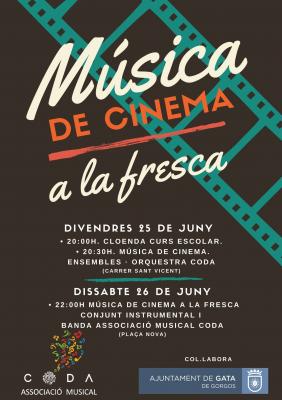 Música
DE CINEMA
a la fresca
DIVENDRES 25 DE JUNY
• 20:00H. CLOENDA CURS ESCOLAR.
• 20:30H. MÚSICA DE CINEMA.
ENSEMBLES · ORQUESTRA CODA
(CARRER SANT VICENT)
DISSABTE 26 DE JUNY
• 22:00H MÚSICA DE CINEMA A LA FRESCA
CONJUNT INSTRUMENTAL I
BANDA ASSOCIACIÓ MUSICAL CODA
(PLAÇA NOVA)
COL.LABORA
CODA
ASSOCIACIÓ MUSICAL
AJUNTAMENT DE GATA
DE GORGOS